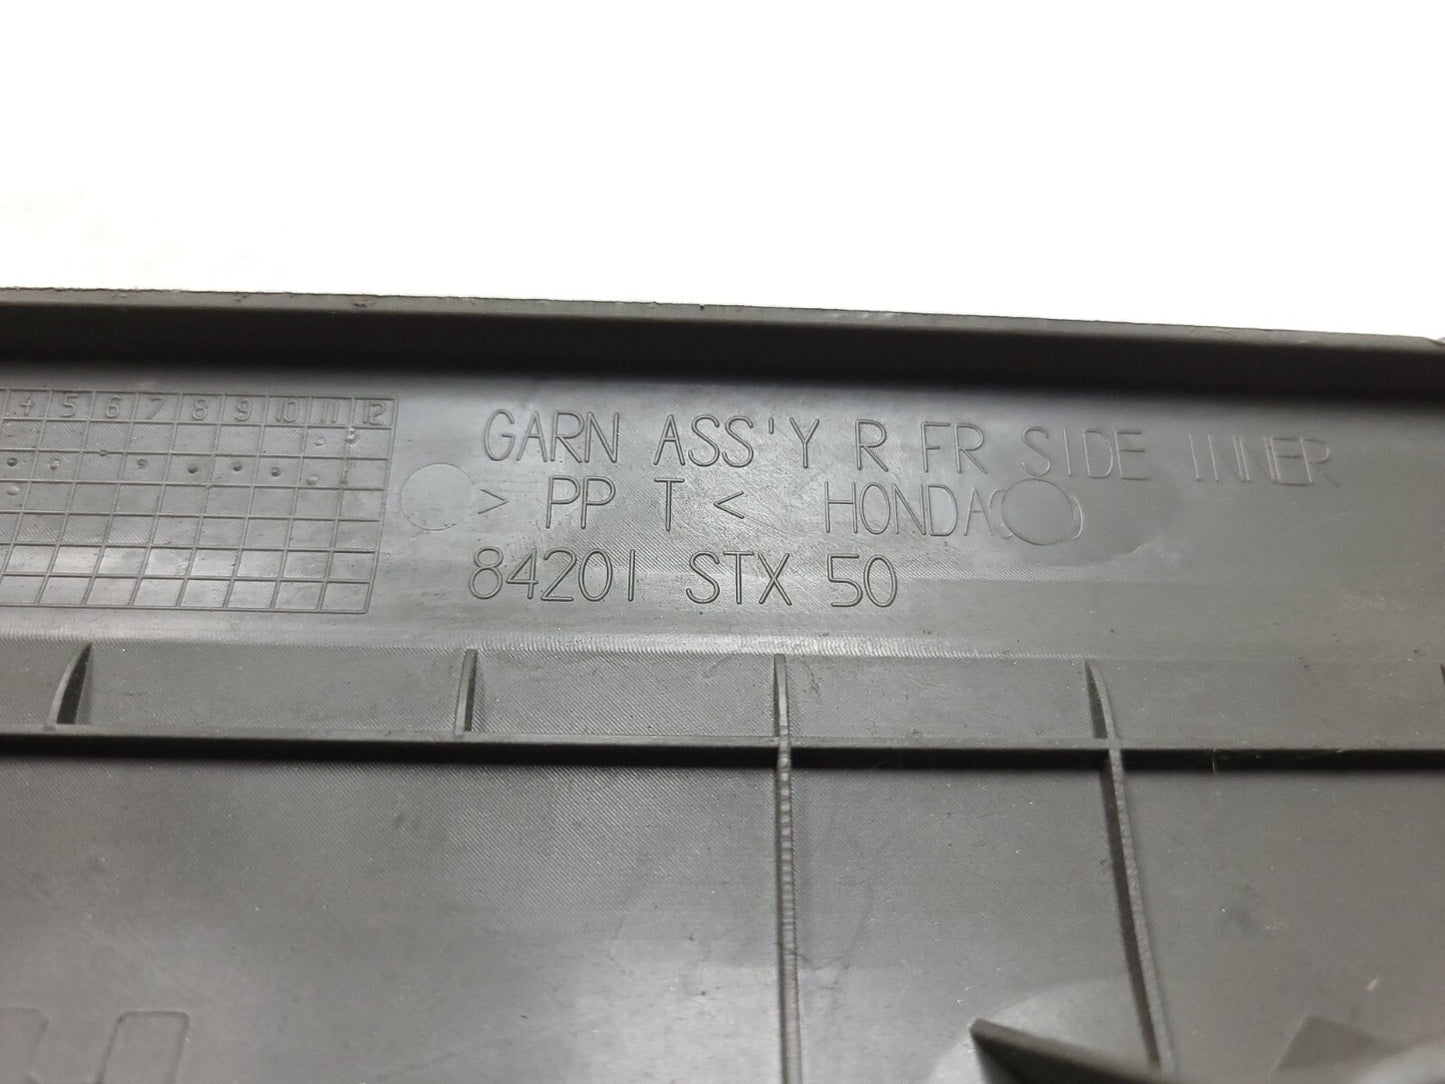 4 5 6 7 8 9 10 11 12
GARN ASS'Y R FR SIDE INNER
> PP T < HONDA
84201 STX 50